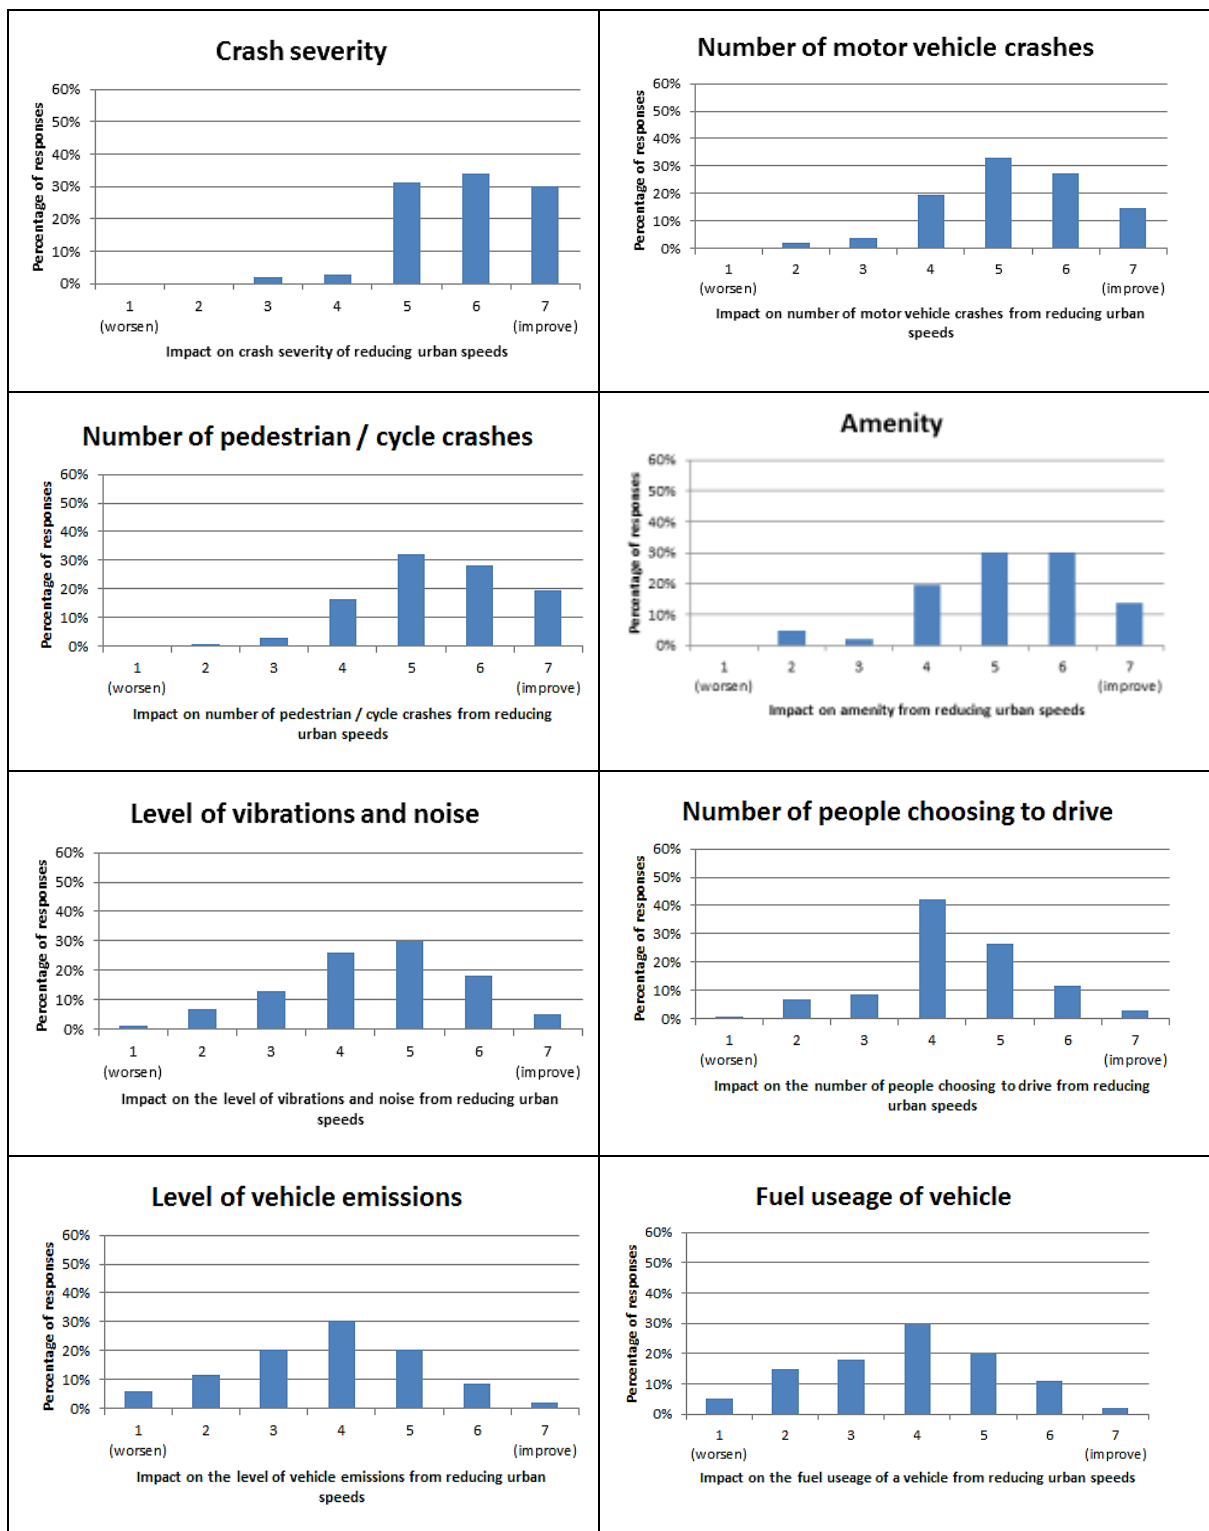 Crash severity
Percentage of responses
60%
50%
40%
30%
20%
10%
0%
1 2 3 4 5 6 7
(worsen) (improve)
Impact on crash severity of reducing urban speeds
Number of motor vehicle crashes
Percentage of responses
60%
50%
40%
30%
20%
10%
0%
1 2 3 4 5 6 7
(worsen) (improve)
Impact on number of motor vehicle crashes from reducing urban
speeds
Number of pedestrian / cycle crashes
Percentage of responses
60%
50%
40%
30%
20%
10%
0%
1 2 3 4 5 6 7
(worsen) (improve)
Impact on number of pedestrian / cycle crashes from reducing
urban speeds
Amenity
Percentage of responses
60%
50%
40%
30%
20%
10%
0%
1 2 3 4 5 6 7
(worsen) (improve)
Impact on amenity from reducing urban speeds
Level of vibrations and noise
Percentage of responses
60%
50%
40%
30%
20%
10%
0%
1 2 3 4 5 6 7
(worsen) (improve)
Impact on the level of vibrations and noise from reducing urban
speeds
Number of people choosing to drive
Percentage of responses
60%
50%
40%
30%
20%
10%
0%
1 2 3 4 5 6 7
(worsen) (improve)
Impact on the number of people choosing to drive from reducing
urban speeds
Level of vehicle emissions
Percentage of responses
60%
50%
40%
30%
20%
10%
0%
1 2 3 4 5 6 7
(worsen) (improve)
Impact on the level of vehicle emissions from reducing urban
speeds
Fuel useage of vehicle
Percentage of responses
60%
50%
40%
30%
20%
10%
0%
1 2 3 4 5 6 7
(worsen) (improve)
Impact on the fuel useage of a vehicle from reducing urban speeds